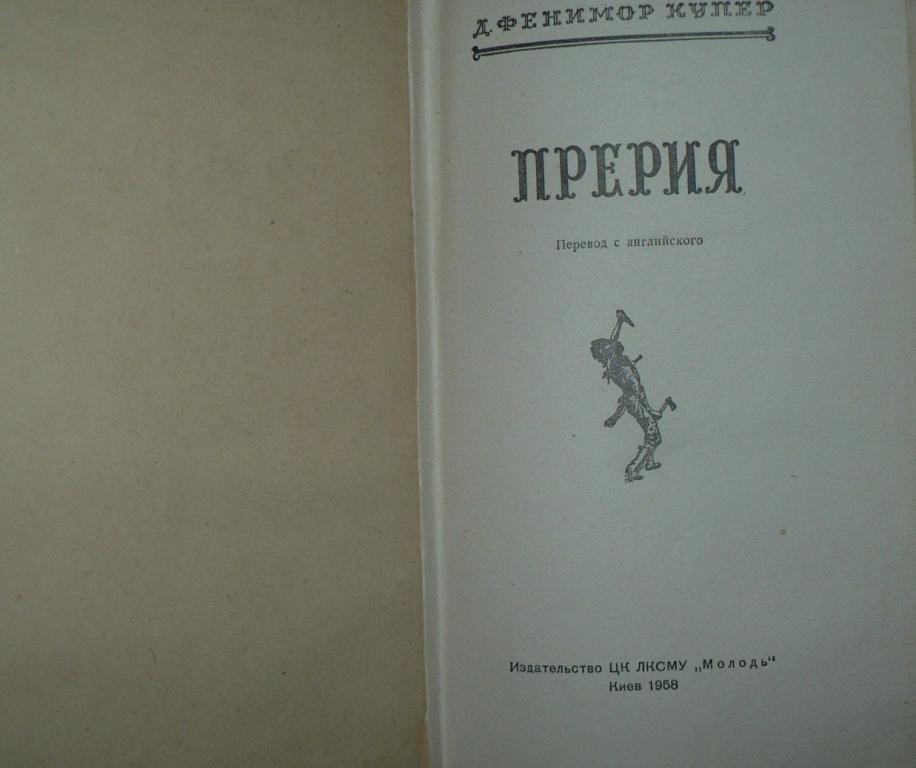 Д. ФЕНИМОР КУПЕР
ПРЕРИЯ
Перевод с английского
Издательство ЦК ЛКСМУ „Молодь“
Киев 1958